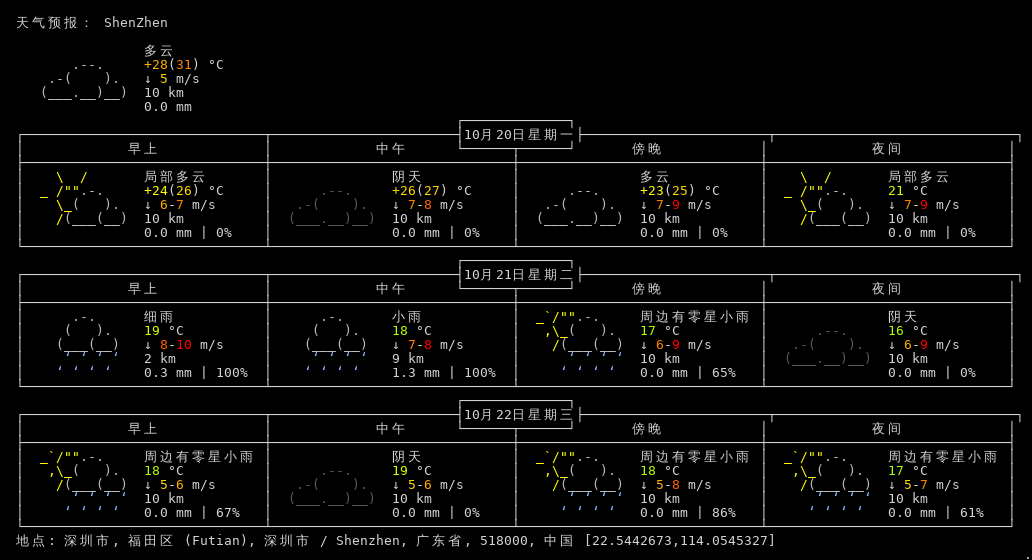 天气预报： ShenZhen
多云
+28(31) °C
↓ 5 m/s
10 km
0.0 mm
10月20日星期一
早上 中午 傍晚 夜间
局部多云 阴天 多云 局部多云
+24(26) °C +26(27) °C +23(25) °C 21 °C
↓ 6-7 m/s ↓ 7-8 m/s ↓ 7-9 m/s ↓ 7-9 m/s
10 km 10 km 10 km 10 km
0.0 mm | 0% 0.0 mm | 0% 0.0 mm | 0% 0.0 mm | 0%
10月21日星期二
早上 中午 傍晚 夜间
细雨 小雨 周边有零星小雨 阴天
19 °C 18 °C 17 °C 16 °C
↓ 8-10 m/s ↓ 7-8 m/s ↓ 6-9 m/s ↓ 6-9 m/s
2 km 9 km 10 km 10 km
0.3 mm | 100% 1.3 mm | 100% 0.0 mm | 65% 0.0 mm | 0%
10月22日星期三
早上 中午 傍晚 夜间
周边有零星小雨 阴天 周边有零星小雨 周边有零星小雨
18 °C 19 °C 18 °C 17 °C
↓ 5-6 m/s ↓ 5-6 m/s ↓ 5-8 m/s ↓ 5-7 m/s
10 km 10 km 10 km 10 km
0.0 mm | 67% 0.0 mm | 0% 0.0 mm | 86% 0.0 mm | 61%
地点: 深圳市, 福田区 (Futian), 深圳市 / Shenzhen, 广东省, 518000, 中国 [22.5442673,114.0545327]